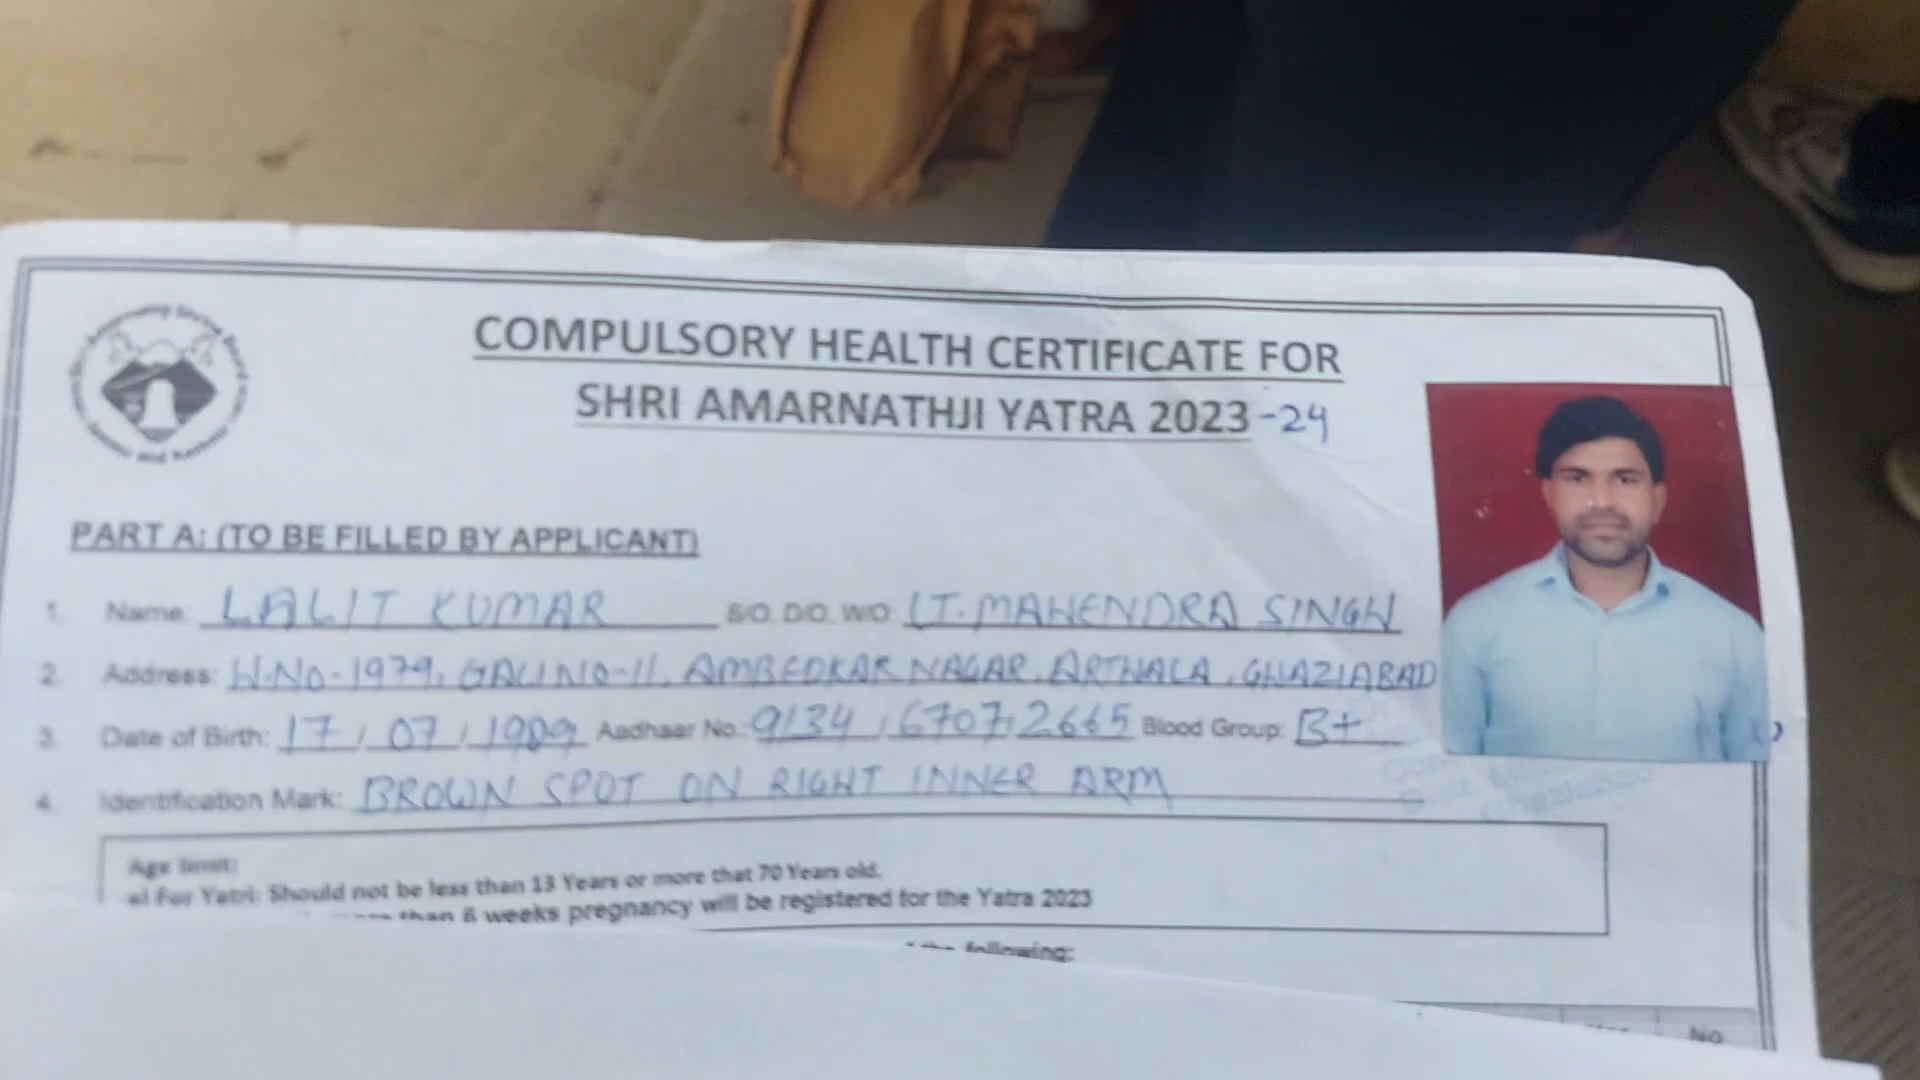 COMPULSORY HEALTH CERTIFICATE FOR
SHRI AMARNATHJI YATRA 2023-24
PART A: (TO BE FILLED BY APPLICANT)
1. Name: LALIT KUMAR S/O. D/O. W/O. LT. MAHENDRA SINGH
2. Address: H.NO-1979, GALI NO-11, AMBEDKAR NAGAR, ARTHALA, GHAZIABAD
3. Date of Birth: 17/07/1989 Aadhaar No.: 9134/6707/2665 Blood Group: B+
4. Identification Mark: BROWN SPOT ON RIGHT INNER ARM
Ghaziabad
Age limit:
a) For Yatri: Should not be less than 13 Years or more that 70 Years old.
than 6 weeks pregnancy will be registered for the Yatra 2023
the following:
No